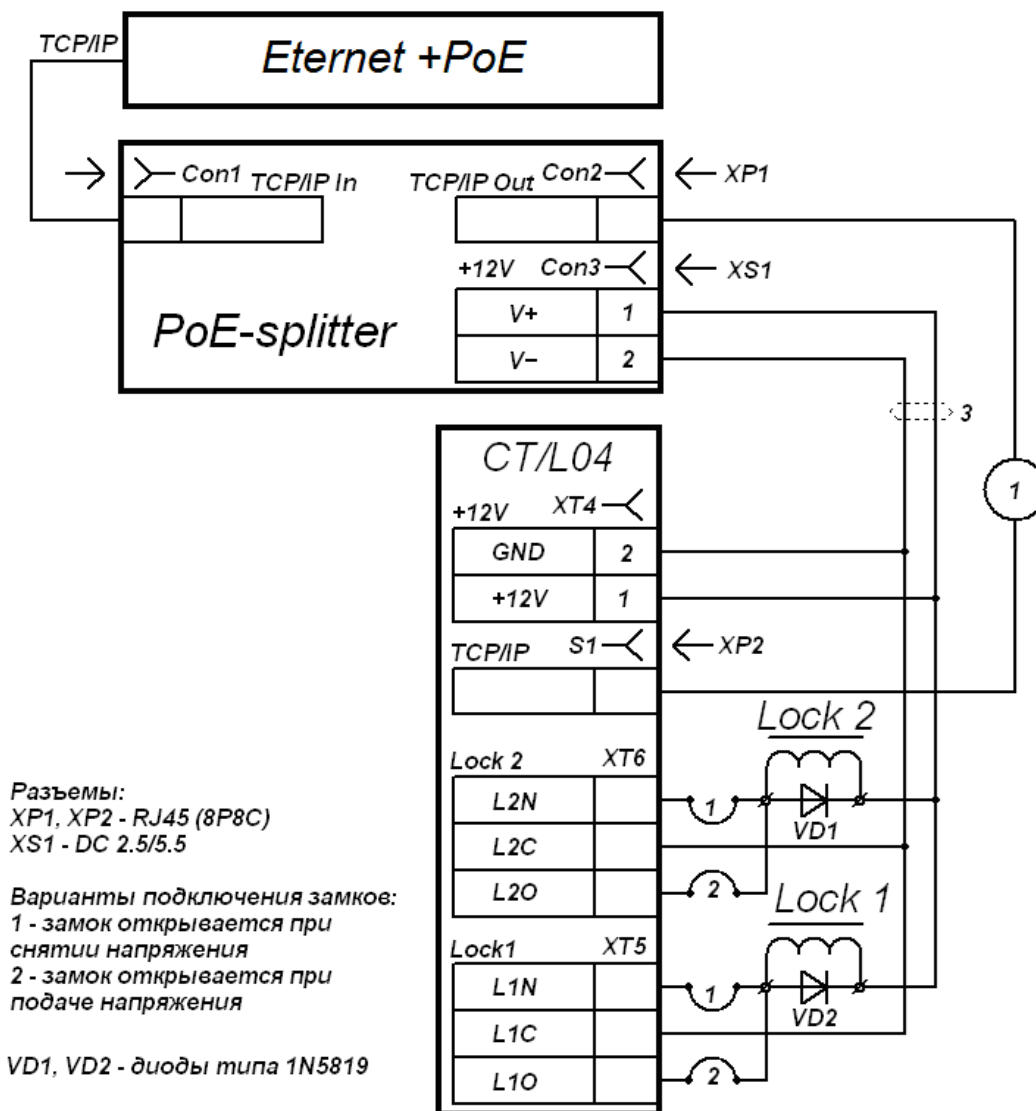 TCP/IP
Eternet +PoE
Con1 TCP/IP In
TCP/IP Out Con2
XP1
+12V Con3
XS1
V+ 1
V− 2
PoE-splitter
3
CT/L04
+12V XT4
GND 2
+12V 1
1
TCP/IP S1
XP2
Lock 2 XT6
L2N
L2C
L2O
1
2
Lock 2
VD1
Lock1 XT5
L1N
L1C
L1O
1
2
Lock 1
VD2
Разъемы:
XP1, XP2 - RJ45 (8P8C)
XS1 - DC 2.5/5.5
Варианты подключения замков:
1 - замок открывается при
снятии напряжения
2 - замок открывается при
подаче напряжения
VD1, VD2 - диоды типа 1N5819